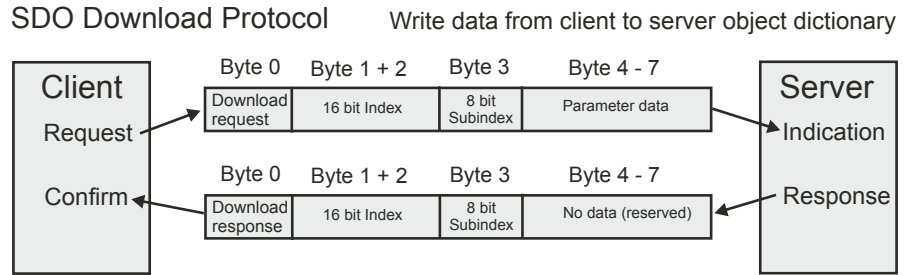 SDO Download Protocol Write data from client to server object dictionary
Client
Server
Byte 0 Byte 1 + 2 Byte 3 Byte 4 - 7
Download
request
16 bit Index
8 bit
Subindex
Parameter data
Request
Indication
Byte 0 Byte 1 + 2 Byte 3 Byte 4 - 7
Confirm
Response
Download
response
16 bit Index
8 bit
Subindex
No data (reserved)